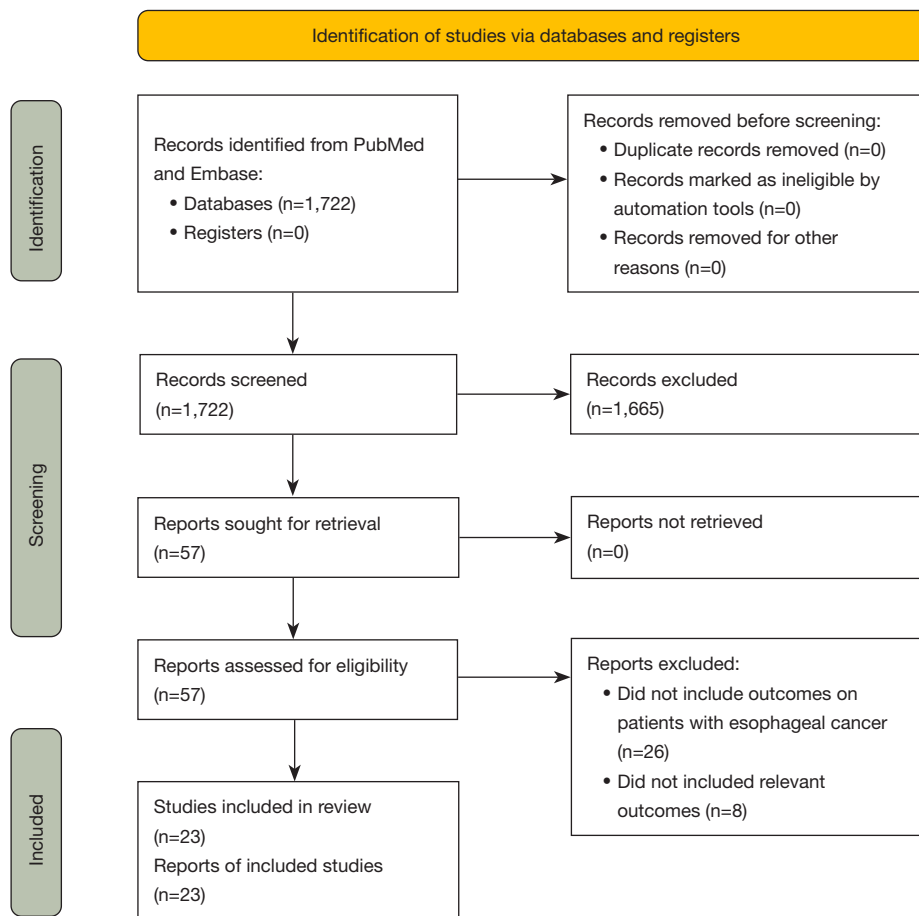 Identification of studies via databases and registers
Identification
Records identified from PubMed
and Embase:
• Databases (n=1,722)
• Registers (n=0)
Records removed before screening:
• Duplicate records removed (n=0)
• Records marked as ineligible by
automation tools (n=0)
• Records removed for other
reasons (n=0)
Screening
Records screened
(n=1,722)
Records excluded
(n=1,665)
Reports sought for retrieval
(n=57)
Reports not retrieved
(n=0)
Reports assessed for eligibility
(n=57)
Reports excluded:
• Did not include outcomes on
patients with esophageal cancer
(n=26)
• Did not included relevant
outcomes (n=8)
Included
Studies included in review
(n=23)
Reports of included studies
(n=23)